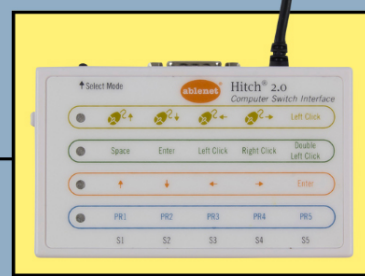 Select Mode
ablenet
Hitch® 2.0
Computer Switch Interface
Left Click
Space Enter Left Click Right Click Double Left Click
Enter
PR1 PR2 PR3 PR4 PR5
S1 S2 S3 S4 S5